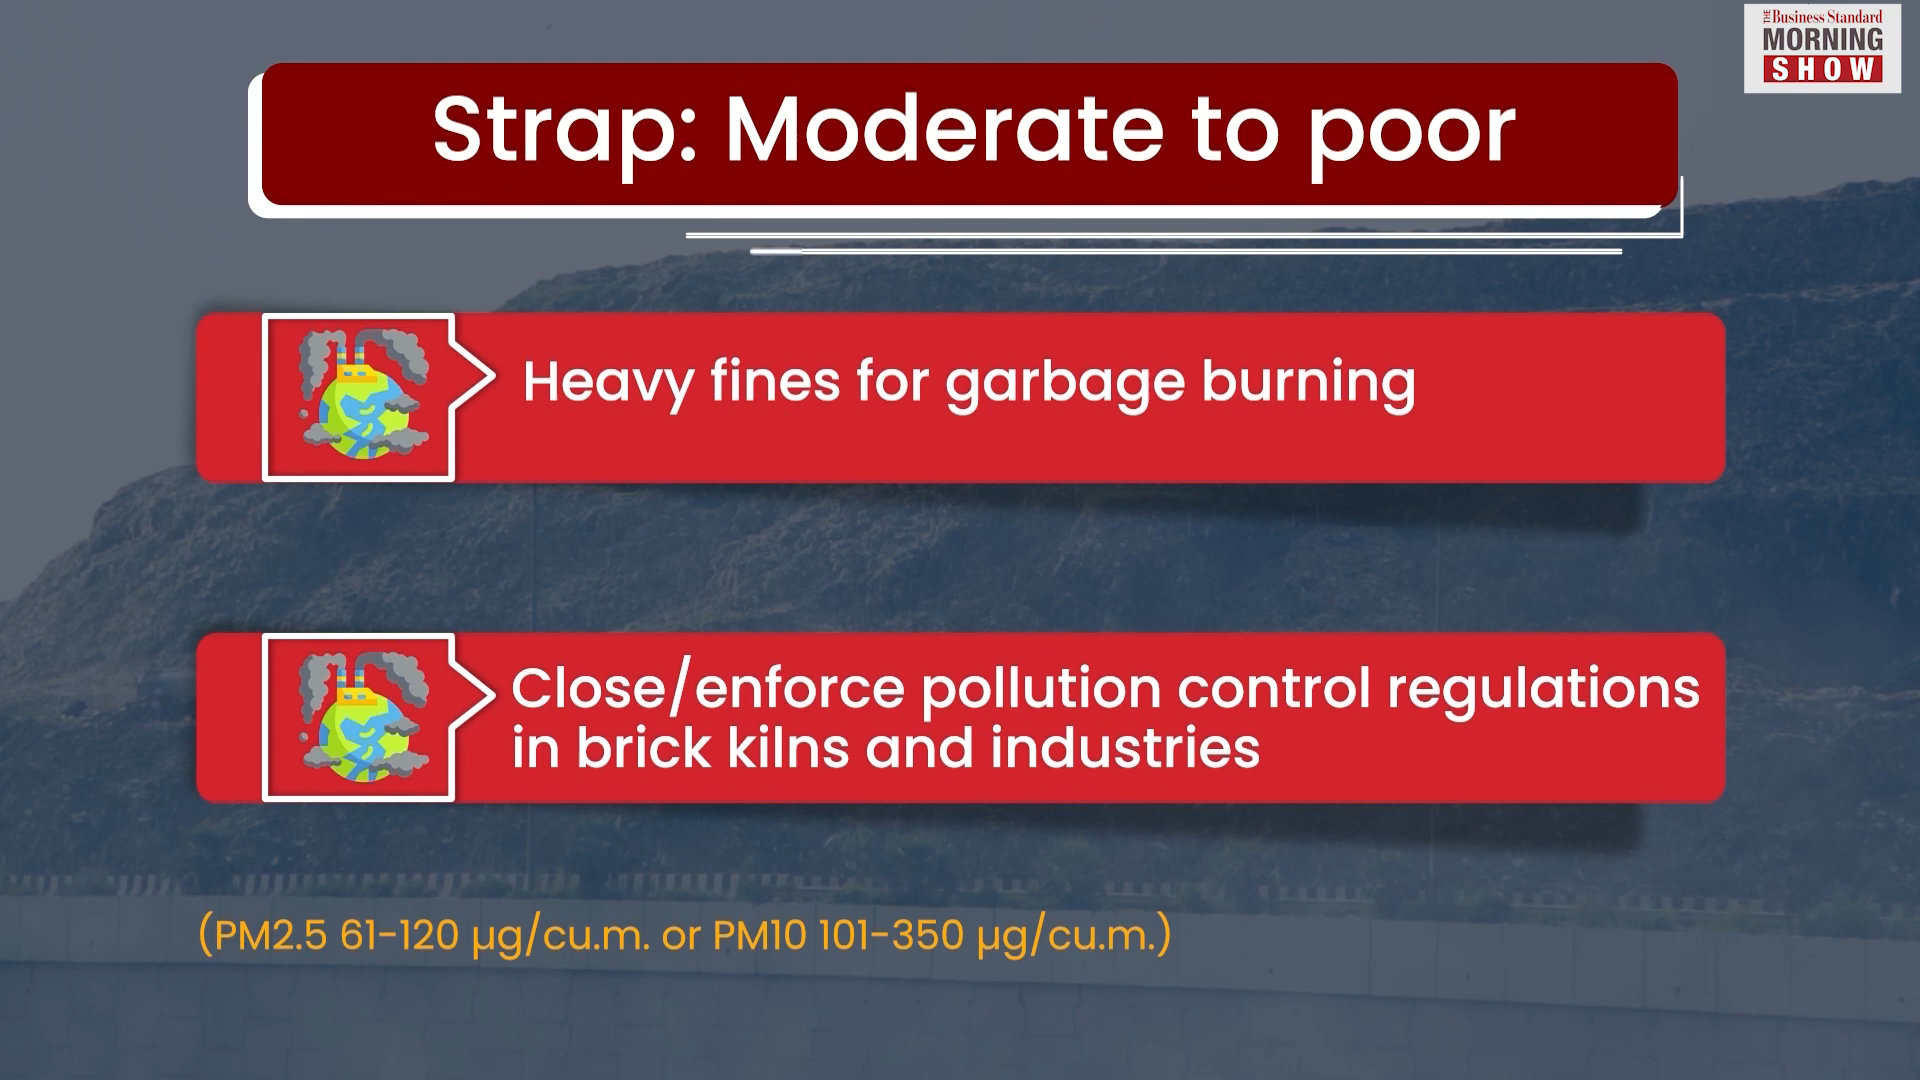 THE Business Standard
MORNING
SHOW
Strap: Moderate to poor
Heavy fines for garbage burning
Close/enforce pollution control regulations
in brick kilns and industries
(PM2.5 61-120 µg/cu.m. or PM10 101-350 µg/cu.m.)